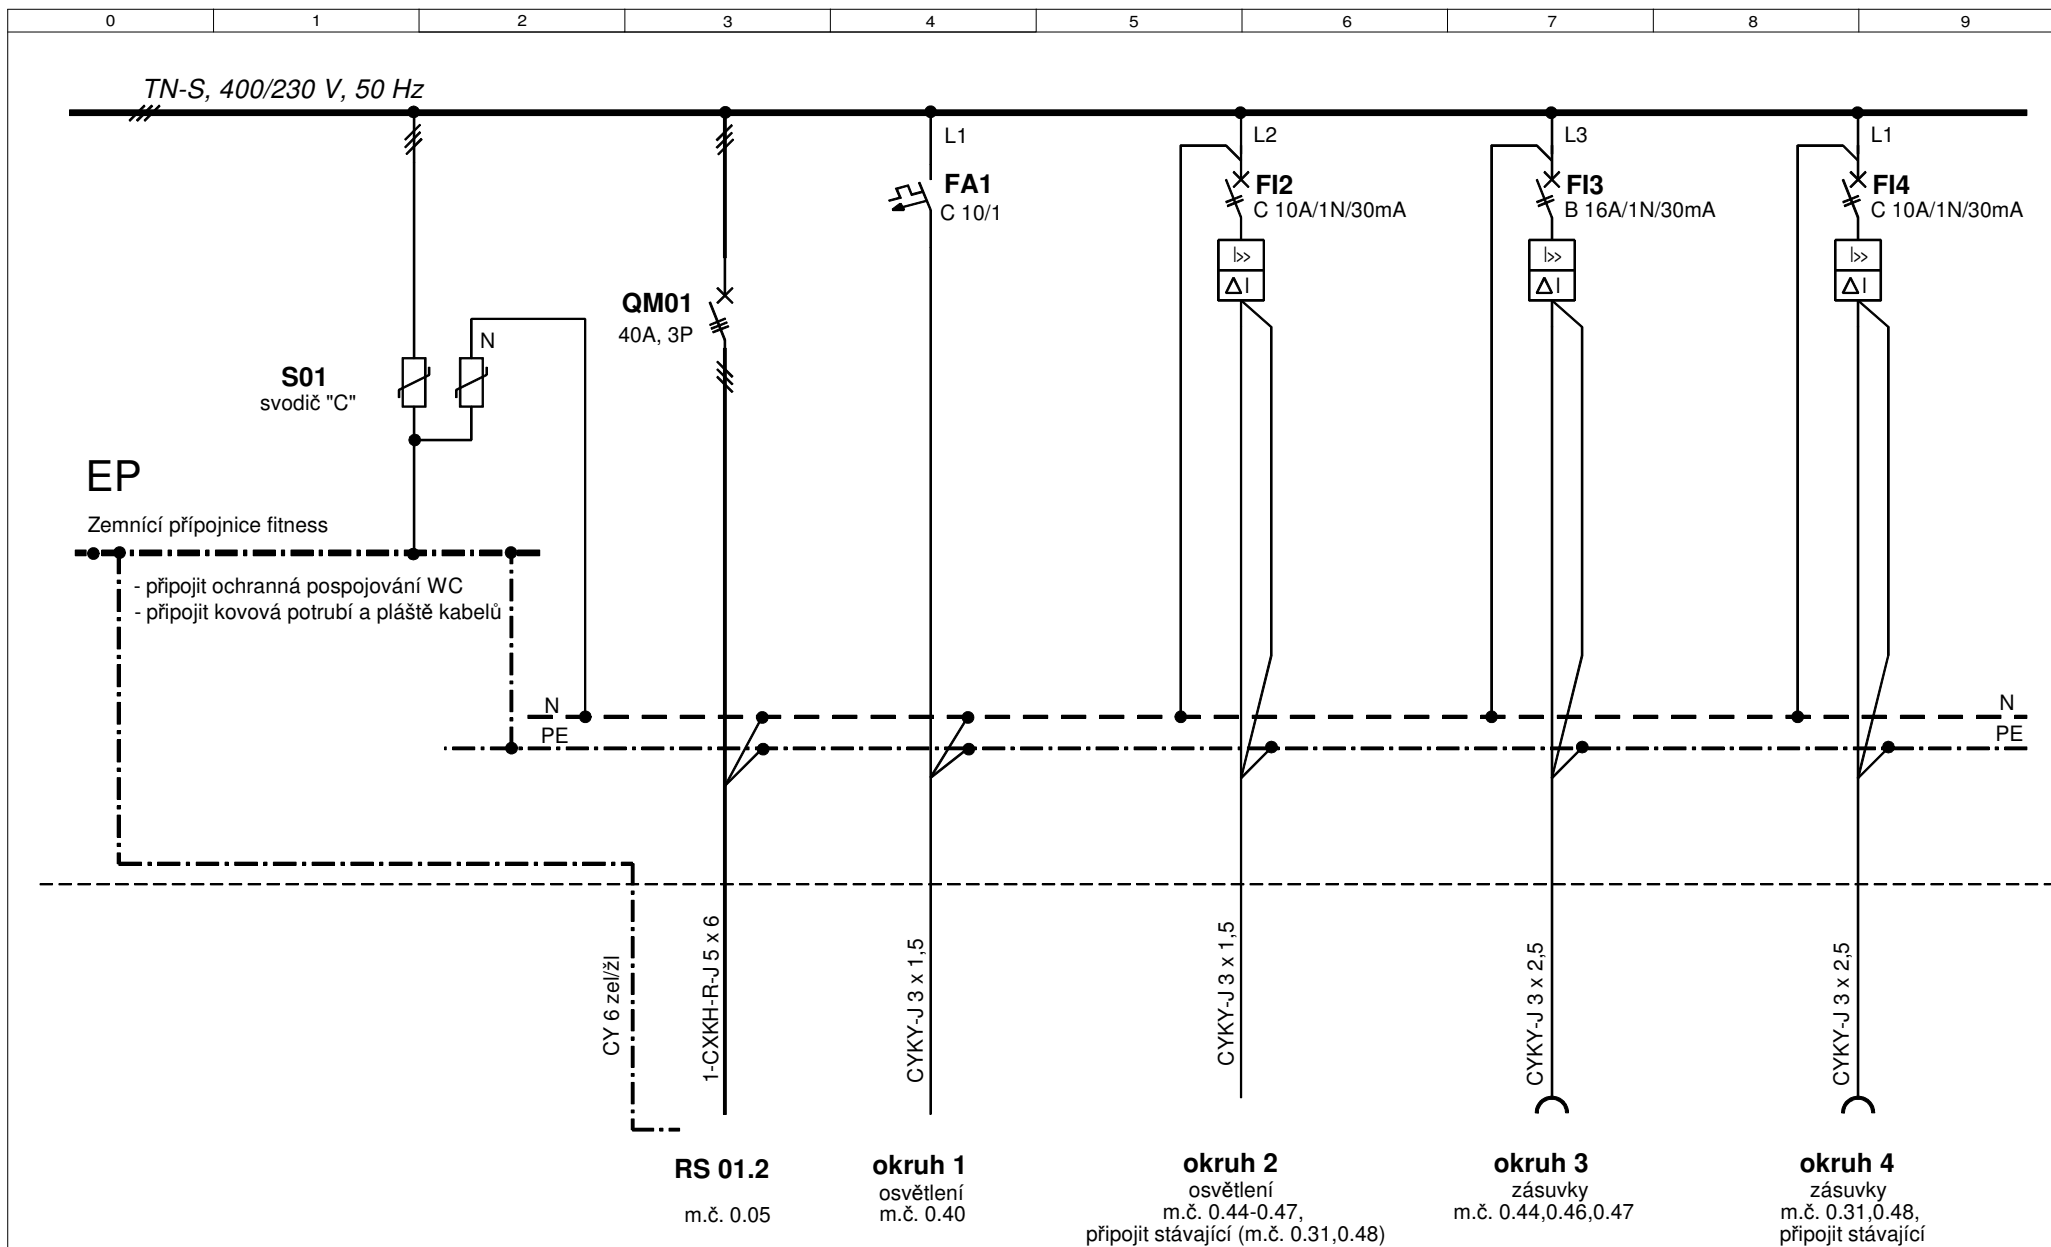 0 1 2 3 4 5 6 7 8 9
TN-S, 400/230 V, 50 Hz
L1 L2 L3 L1
FA1
C 10/1
FI2
C 10A/1N/30mA
FI3
B 16A/1N/30mA
FI4
C 10A/1N/30mA
I>>
ΔI
I>>
ΔI
I>>
ΔI
QM01
40A, 3P
N
S01
svodič "C"
EP
Zemnící přípojnice fitness
- připojit ochranná pospojování WC
- připojit kovová potrubí a pláště kabelů
N
PE
N
PE
CY 6 zel/žl
1-CXKH-R-J 5 x 6
CYKY-J 3 x 1,5
CYKY-J 3 x 1,5
CYKY-J 3 x 2,5
CYKY-J 3 x 2,5
RS 01.2
m.č. 0.05
okruh 1
osvětlení
m.č. 0.40
okruh 2
osvětlení
m.č. 0.44-0.47,
připojit stávající (m.č. 0.31,0.48)
okruh 3
zásuvky
m.č. 0.44,0.46,0.47
okruh 4
zásuvky
m.č. 0.31,0.48,
připojit stávající